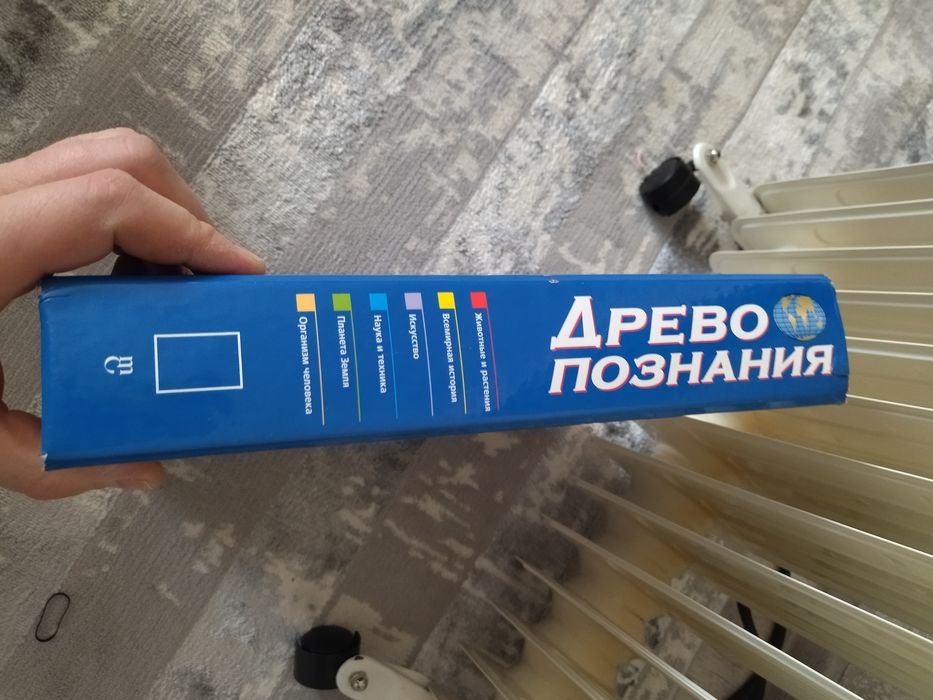 ДРЕВО
ПОЗНАНИЯ
Животные и растения
Всемирная история
Искусство
Наука и техника
Планета Земля
Организм человека